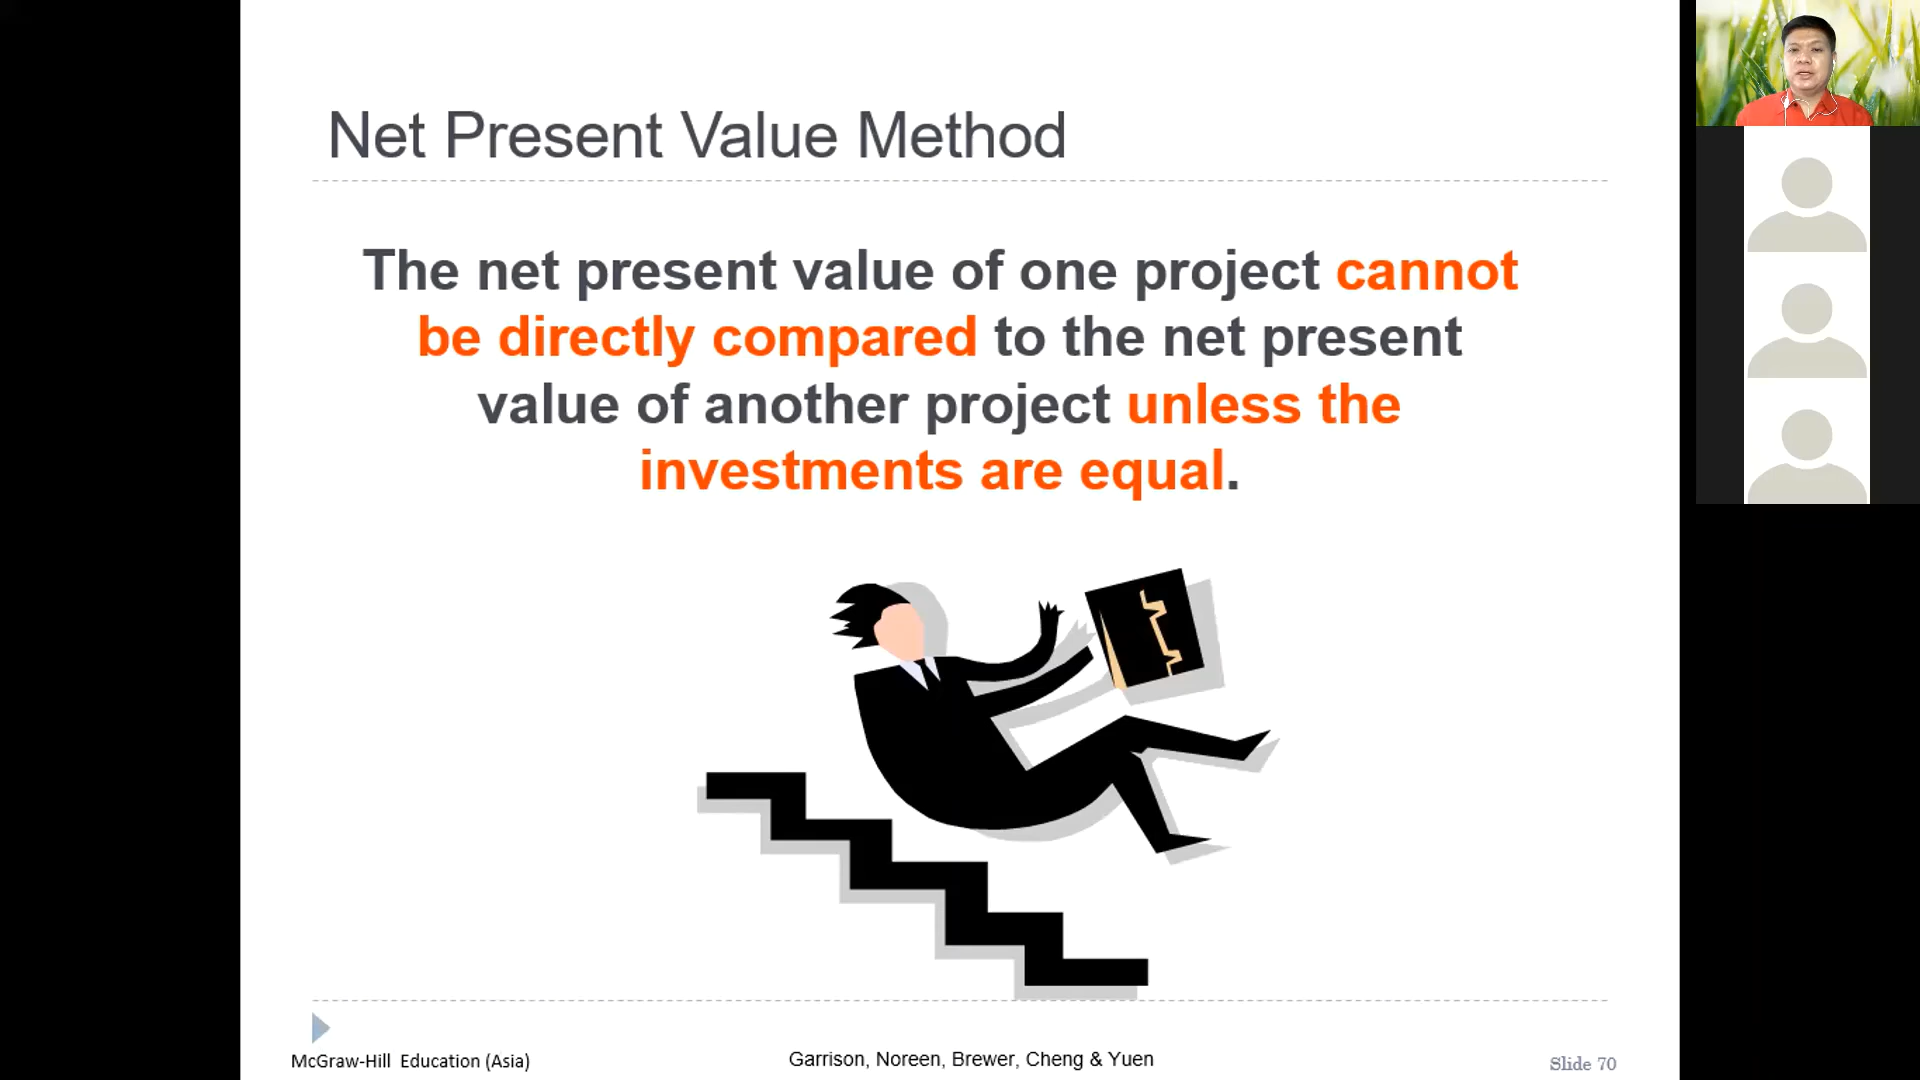 Net Present Value Method
The net present value of one project cannot
be directly compared to the net present
value of another project unless the
investments are equal.
McGraw-Hill Education (Asia)
Garrison, Noreen, Brewer, Cheng & Yuen
Slide 70